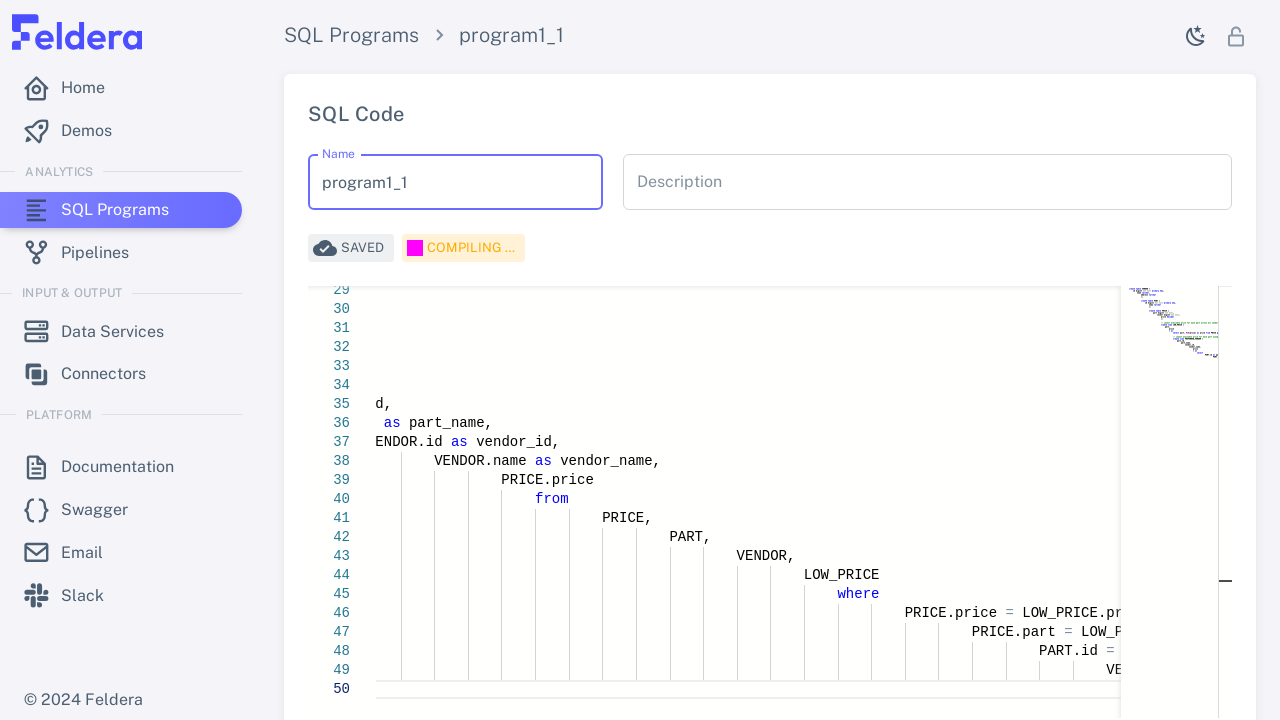 Feldera
SQL Programs > program1_1
Home
Demos
ANALYTICS
SQL Programs
Pipelines
INPUT & OUTPUT
Data Services
Connectors
PLATFORM
Documentation
Swagger
Email
Slack
© 2024 Feldera
SQL Code
Name
program1_1
Description
SAVED
COMPILING ...
29
30
31
32
33
34
35 d,
36 as part_name,
37 ENDOR.id as vendor_id,
38 VENDOR.name as vendor_name,
39 PRICE.price
40 from
41 PRICE,
42 PART,
43 VENDOR,
44 LOW_PRICE
45 where
46 PRICE.price = LOW_PRICE.pr
47 PRICE.part = LOW_P
48 PART.id =
49 VE
50